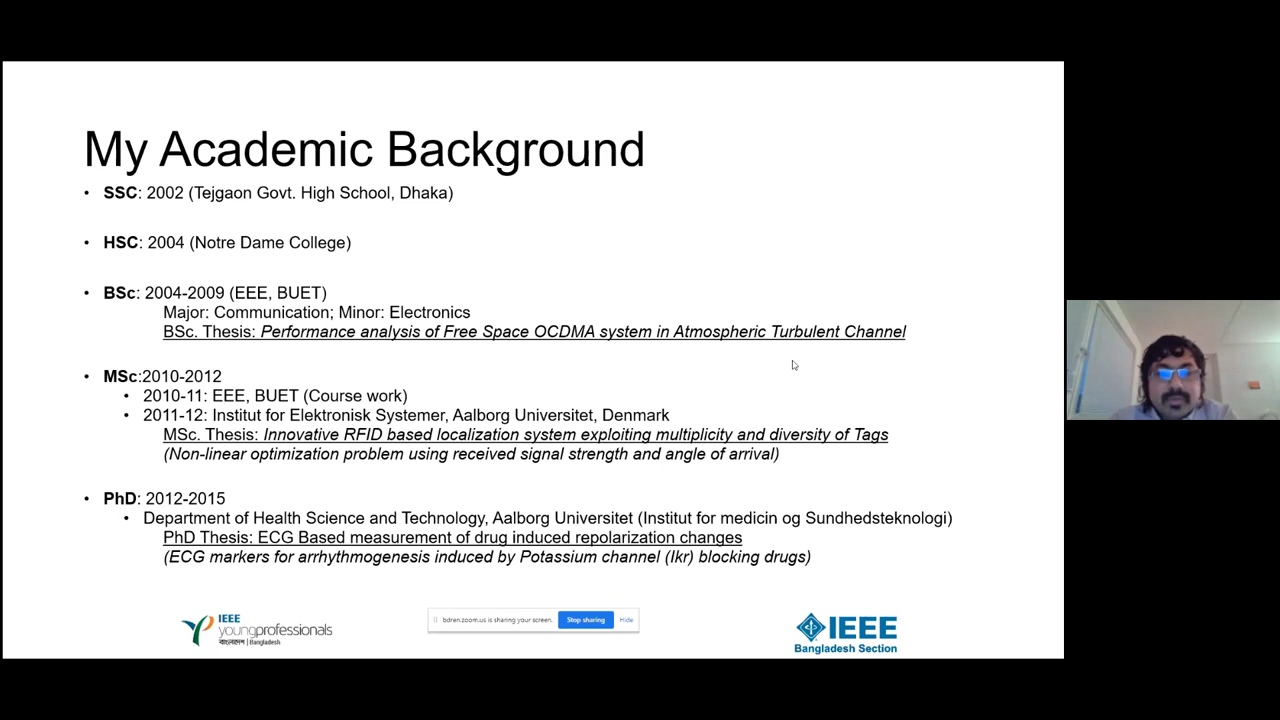 My Academic Background
• SSC: 2002 (Tejgaon Govt. High School, Dhaka)
• HSC: 2004 (Notre Dame College)
• BSc: 2004-2009 (EEE, BUET)
Major: Communication; Minor: Electronics
BSc. Thesis: Performance analysis of Free Space OCDMA system in Atmospheric Turbulent Channel
• MSc:2010-2012
• 2010-11: EEE, BUET (Course work)
• 2011-12: Institut for Elektronisk Systemer, Aalborg Universitet, Denmark
MSc. Thesis: Innovative RFID based localization system exploiting multiplicity and diversity of Tags
(Non-linear optimization problem using received signal strength and angle of arrival)
• PhD: 2012-2015
• Department of Health Science and Technology, Aalborg Universitet (Institut for medicin og Sundhedsteknologi)
PhD Thesis: ECG Based measurement of drug induced repolarization changes
(ECG markers for arrhythmogenesis induced by Potassium channel (Ikr) blocking drugs)
IEEE
youngprofessionals
বাংলাদেশ | Bangladesh
bdren.zoom.us is sharing your screen. Stop sharing Hide
IEEE
Bangladesh Section